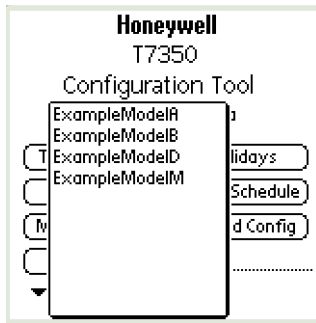 Honeywell
T7350
Configuration Tool
ExampleModelA
ExampleModelB
ExampleModelD
ExampleModelM
T
lidays
Schedule
M
d Config